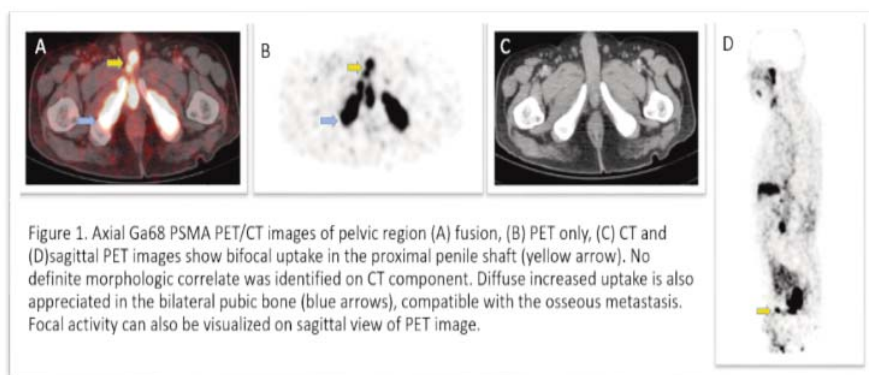 A
B
C
D
Figure 1. Axial Ga68 PSMA PET/CT images of pelvic region (A) fusion, (B) PET only, (C) CT and
(D)sagittal PET images show bifocal uptake in the proximal penile shaft (yellow arrow). No
definite morphologic correlate was identified on CT component. Diffuse increased uptake is also
appreciated in the bilateral pubic bone (blue arrows), compatible with the osseous metastasis.
Focal activity can also be visualized on sagittal view of PET image.